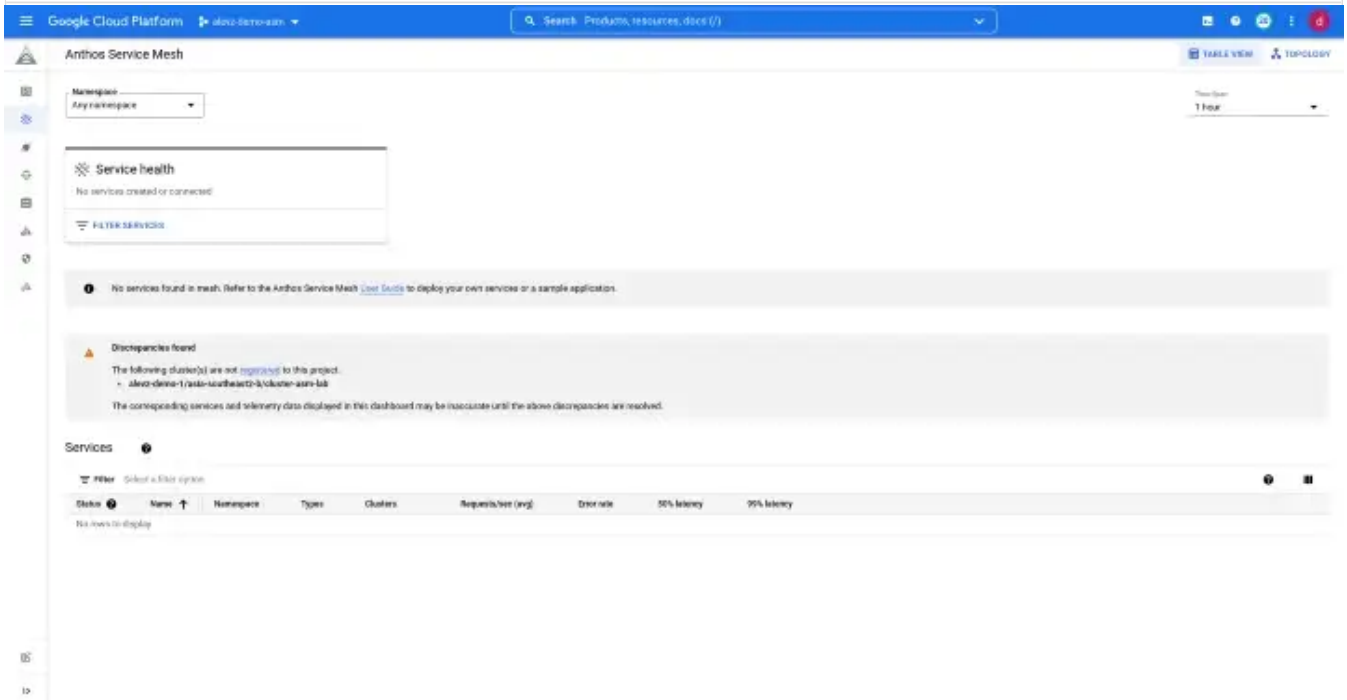 Google Cloud Platform
Search Products, resources, docs (/)
d
Anthos Service Mesh
TABLE VIEW
TOPOLOGY
Namespace
Any namespace
Time Span
1 hour
Service health
No services created or connected
FILTER SERVICES
No services found in mesh. Refer to the Anthos Service Mesh User Guide to deploy your own services or a sample application.
Discrepancies found
The following cluster(s) are not registered to this project.
The corresponding services and telemetry data displayed in this dashboard may be inaccurate until the above discrepancies are resolved.
Services
Filter Select a filter option
Status Name Namespace Types Clusters Requests/sec (avg) Error rate 50% latency 99% latency
No rows to display